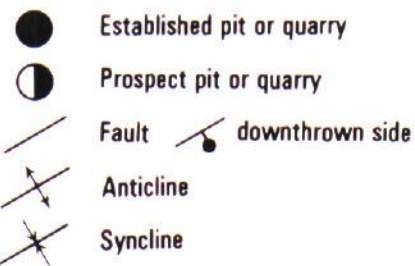 Established pit or quarry
Prospect pit or quarry
Fault downthrown side
Anticline
Syncline